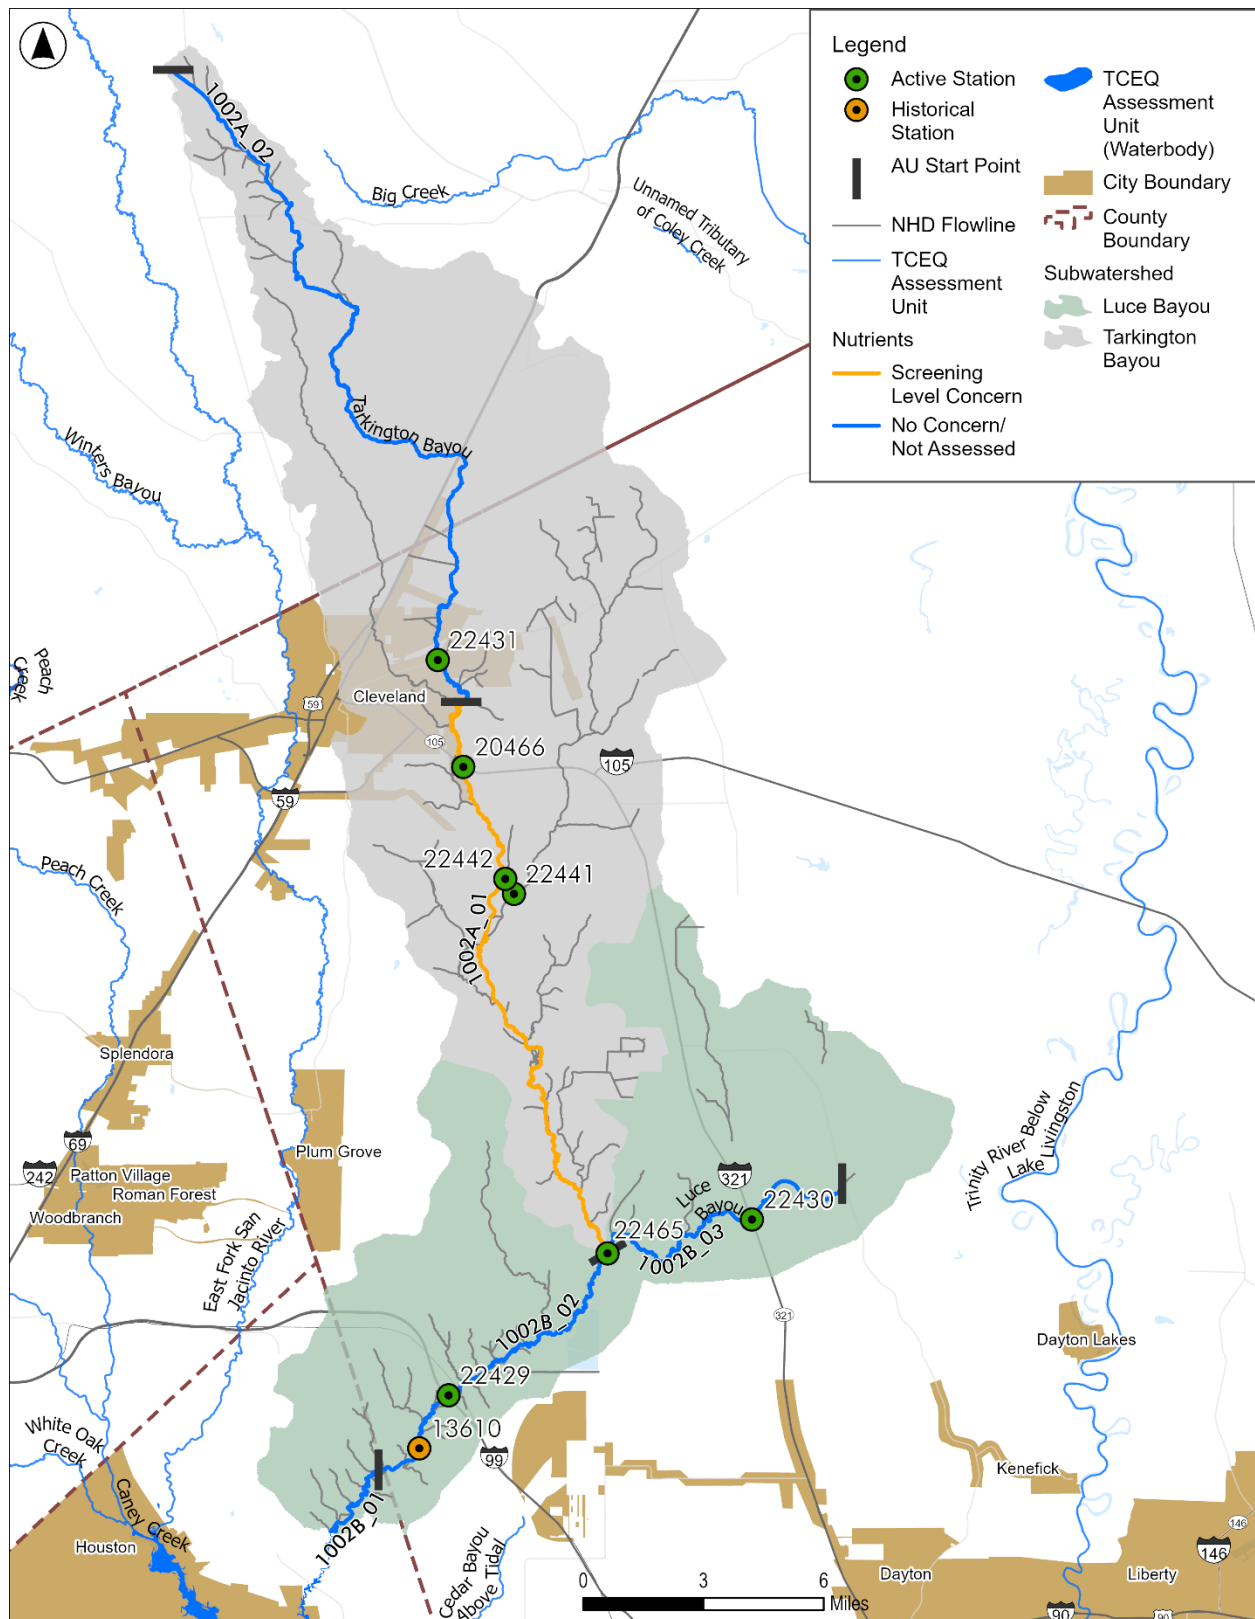 Legend
Active Station
Historical
Station
AU Start Point
NHD Flowline
TCEQ
Assessment
Unit
Nutrients
Screening
Level Concern
No Concern/
Not Assessed
TCEQ
Assessment
Unit
(Waterbody)
City Boundary
County
Boundary
Subwatershed
Luce Bayou
Tarkington
Bayou
1002A_02
Big Creek
Unnamed Tributary
of Coley Creek
Tarkington Bayou
Winters Bayou
22431
Peach
Creek
Cleveland
59
105
20466
105
59
22442
22441
Peach Creek
1002A_01
Splendora
Trinity River Below
Lake Livingston
69
Plum Grove
242
Patton Village
Roman Forest
Woodbranch
321
Luce
Bayou
22430
22465
1002B_03
East Fork San
Jacinto River
1002B_02
321
Dayton Lakes
22429
13610
White Oak
Creek
99
Kenefick
Caney Creek
Houston
1002B_01
146
146
Cedar Bayou
Above Tidal
Dayton
Liberty
0
3
6
Miles
90
90